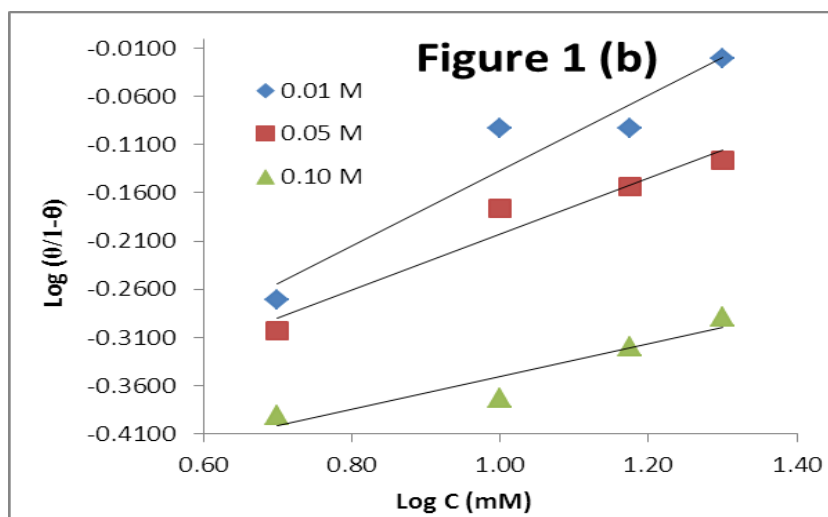 Figure 1 (b)
-0.0100
-0.0600
-0.1100
-0.1600
-0.2100
-0.2600
-0.3100
-0.3600
-0.4100
0.01 M
0.05 M
0.10 M
Log (θ/1-θ)
0.60 0.80 1.00 1.20 1.40
Log C (mM)